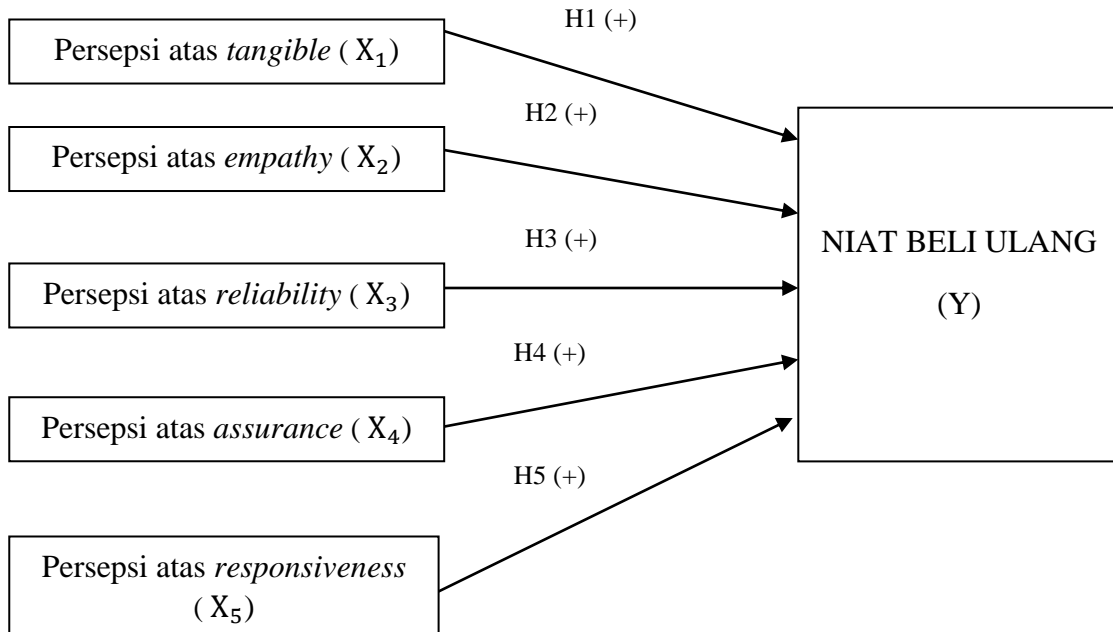 H1 (+)
Persepsi atas tangible ( X₁)
H2 (+)
Persepsi atas empathy ( X₂)
H3 (+)
NIAT BELI ULANG
(Y)
Persepsi atas reliability ( X₃)
H4 (+)
Persepsi atas assurance ( X₄)
H5 (+)
Persepsi atas responsiveness
( X₅)